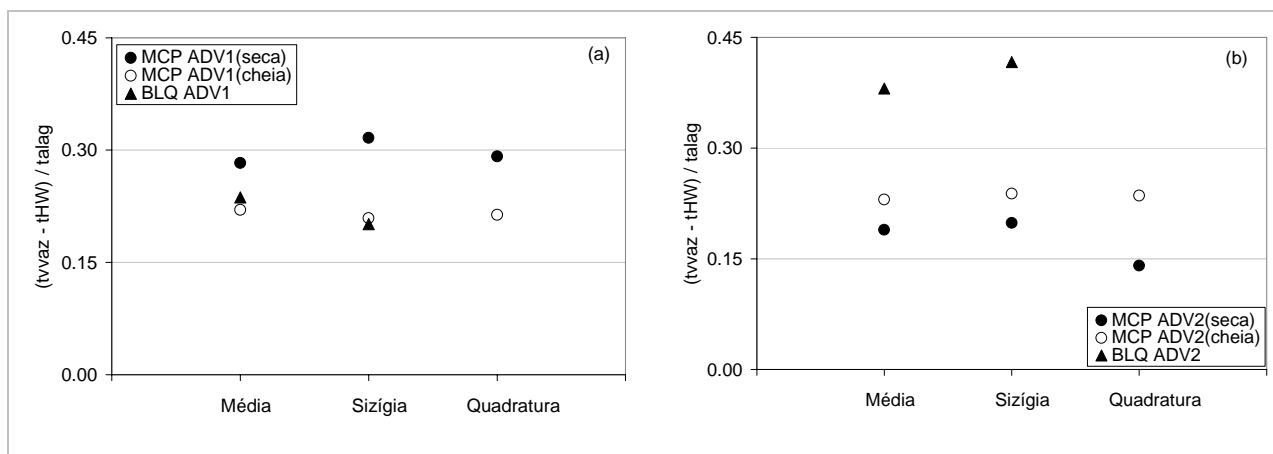 (a)
MCP ADV1(seca)
MCP ADV1(cheia)
BLQ ADV1
(tvvaz - tHW) / talag
0.45
0.30
0.15
0.00
Média Sizígia Quadratura
(b)
(tvvaz - tHW) / talag
0.45
0.30
0.15
0.00
MCP ADV2(seca)
MCP ADV2(cheia)
BLQ ADV2
Média Sizígia Quadratura